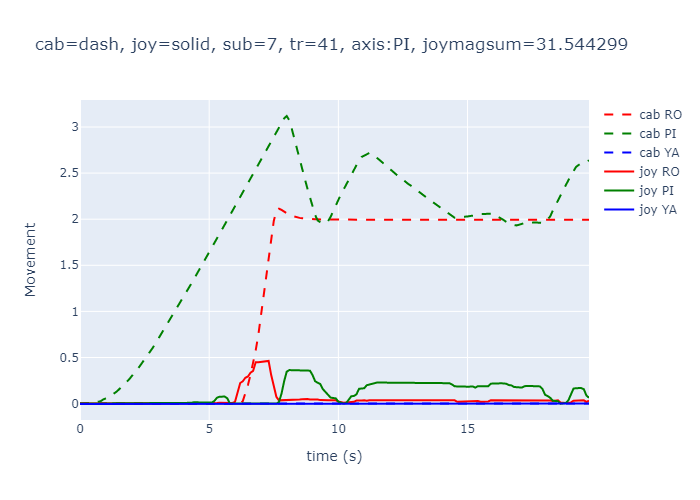 cab=dash, joy=solid, sub=7, tr=41, axis:PI, joymagsum=31.544299
cab RO
cab PI
cab YA
joy RO
joy PI
joy YA
3
2.5
2
1.5
1
0.5
0
Movement
0 5 10 15
time (s)